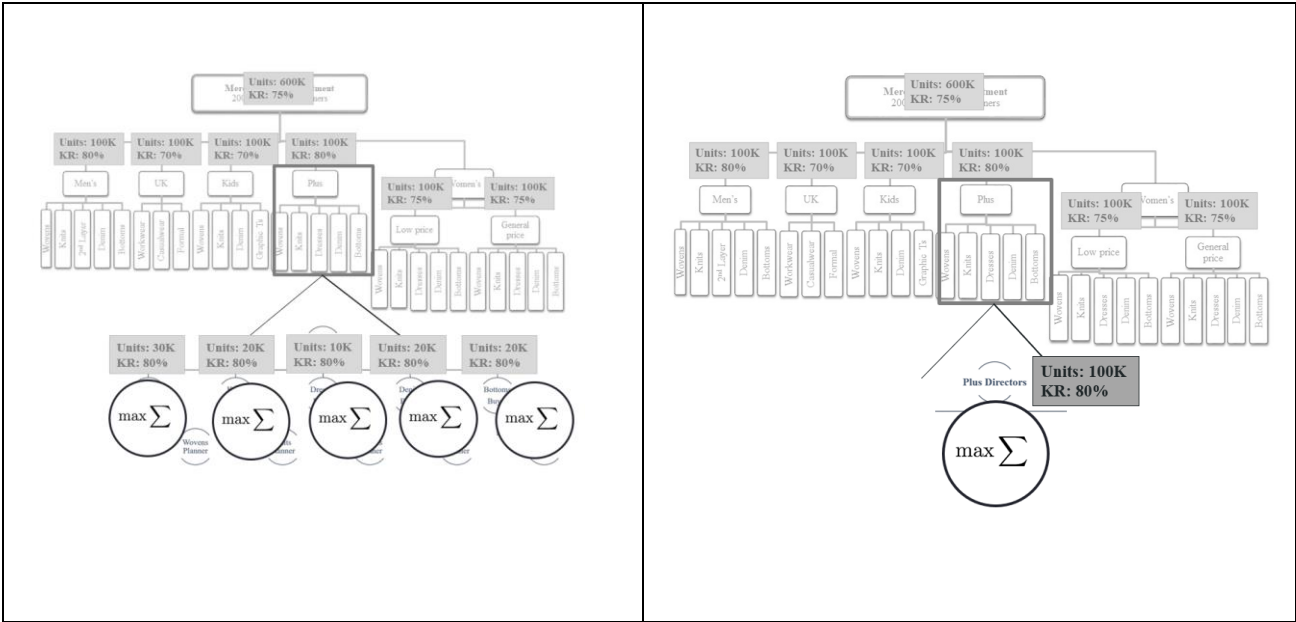 Units: 600K
KR: 75%
Units: 100K
KR: 80%
Units: 100K
KR: 70%
Units: 100K
KR: 70%
Units: 100K
KR: 80%
Men's
UK
Kids
Plus
Units: 100K
KR: 75%
Units: 100K
KR: 75%
Low price
General
price
Wovens
Knits
2nd Layer
Denim
Bottoms
Workwear
Casualwear
Formal
Wovens
Knits
Denim
Graphic Ts
Wovens
Knits
Dresses
Denim
Bottoms
Wovens
Knits
Dresses
Denim
Bottoms
Wovens
Knits
Dresses
Denim
Bottoms
Units: 30K
KR: 80%
Units: 20K
KR: 80%
Units: 10K
KR: 80%
Units: 20K
KR: 80%
Units: 20K
KR: 80%
max ∑
max ∑
max ∑
max ∑
max ∑
Wovens
Planner
Units: 600K
KR: 75%
Units: 100K
KR: 80%
Units: 100K
KR: 70%
Units: 100K
KR: 70%
Units: 100K
KR: 80%
Men's
UK
Kids
Plus
Units: 100K
KR: 75%
Units: 100K
KR: 75%
Low price
General
price
Wovens
Knits
2nd Layer
Denim
Bottoms
Workwear
Casualwear
Formal
Wovens
Knits
Denim
Graphic Ts
Wovens
Knits
Dresses
Denim
Bottoms
Wovens
Knits
Dresses
Denim
Bottoms
Wovens
Knits
Dresses
Denim
Bottoms
Plus Directors
Units: 100K
KR: 80%
max ∑